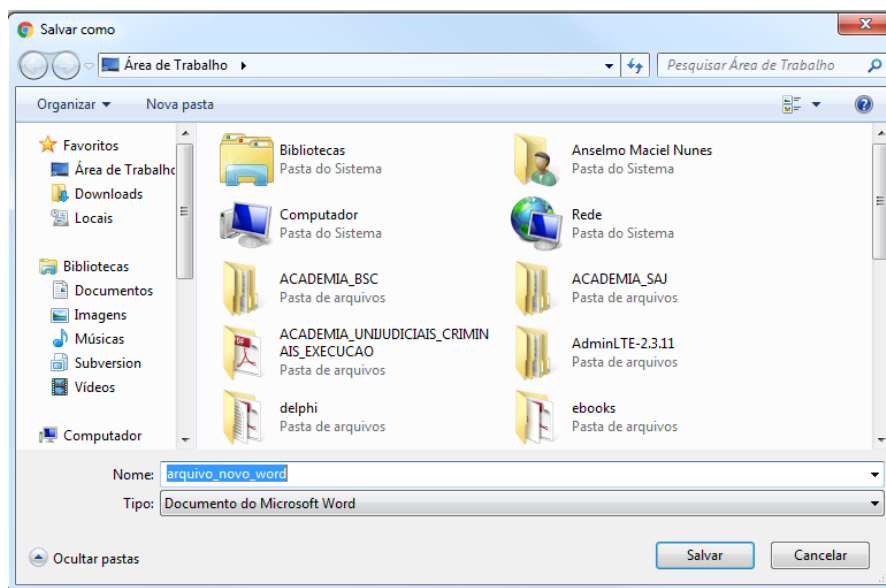 Salvar como
Área de Trabalho
Pesquisar Área de Trabalho
Organizar
Nova pasta
Favoritos
Área de Trabalho
Downloads
Locais
Bibliotecas
Documentos
Imagens
Músicas
Subversion
Vídeos
Computador
Bibliotecas
Pasta do Sistema
Anselmo Maciel Nunes
Pasta do Sistema
Computador
Pasta do Sistema
Rede
Pasta do Sistema
ACADEMIA_BSC
Pasta de arquivos
ACADEMIA_SAJ
Pasta de arquivos
ACADEMIA_UNIJUDICIAIS_CRIMIN
AIS_EXECUCAO
Pasta de arquivos
AdminLTE-2.3.11
Pasta de arquivos
delphi
Pasta de arquivos
ebooks
Pasta de arquivos
Nome: arquivo_novo_word
Tipo: Documento do Microsoft Word
Ocultar pastas
Salvar
Cancelar